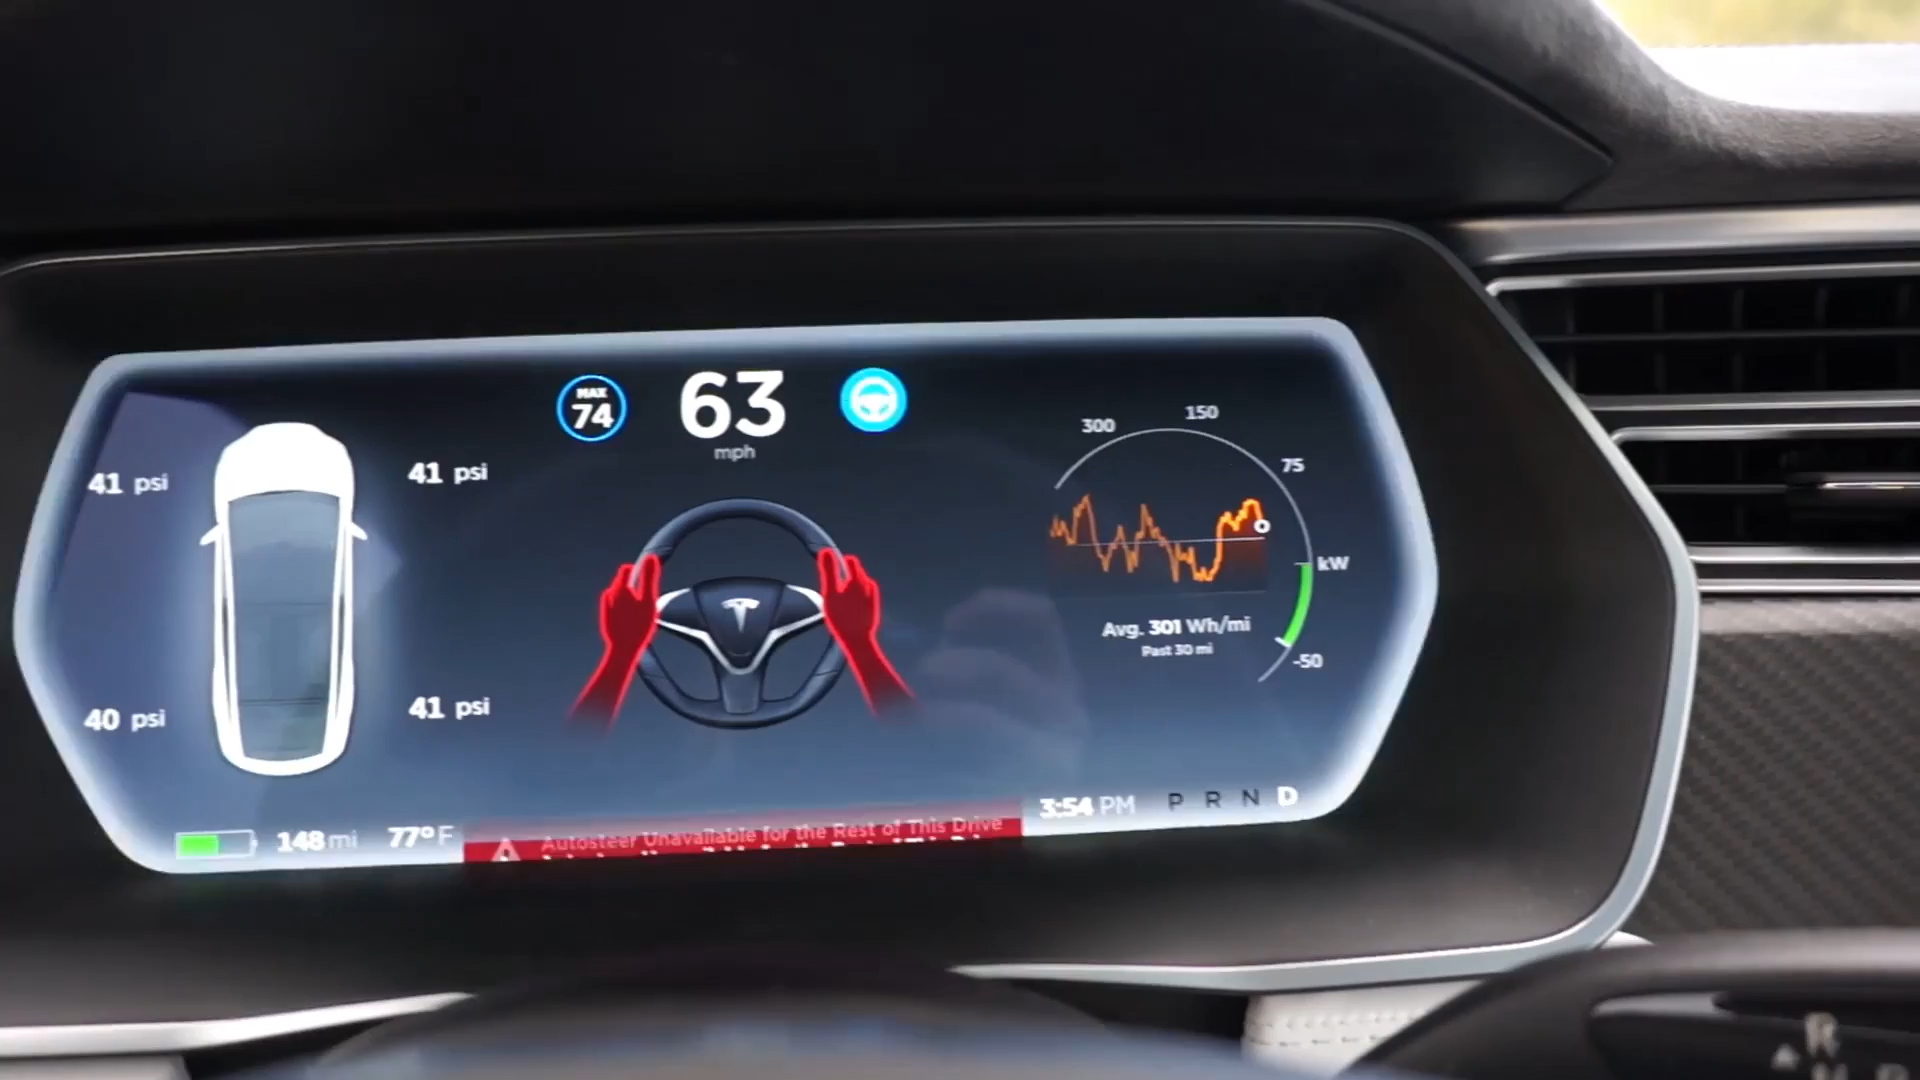 MAX
74
63
mph
300
150
75
kW
-50
41 psi
41 psi
40 psi
41 psi
Avg. 301 Wh/mi
Past 30 mi
148 mi
77° F
Autosteer Unavailable for the Rest of This Drive
3:54 PM
P R N D
R